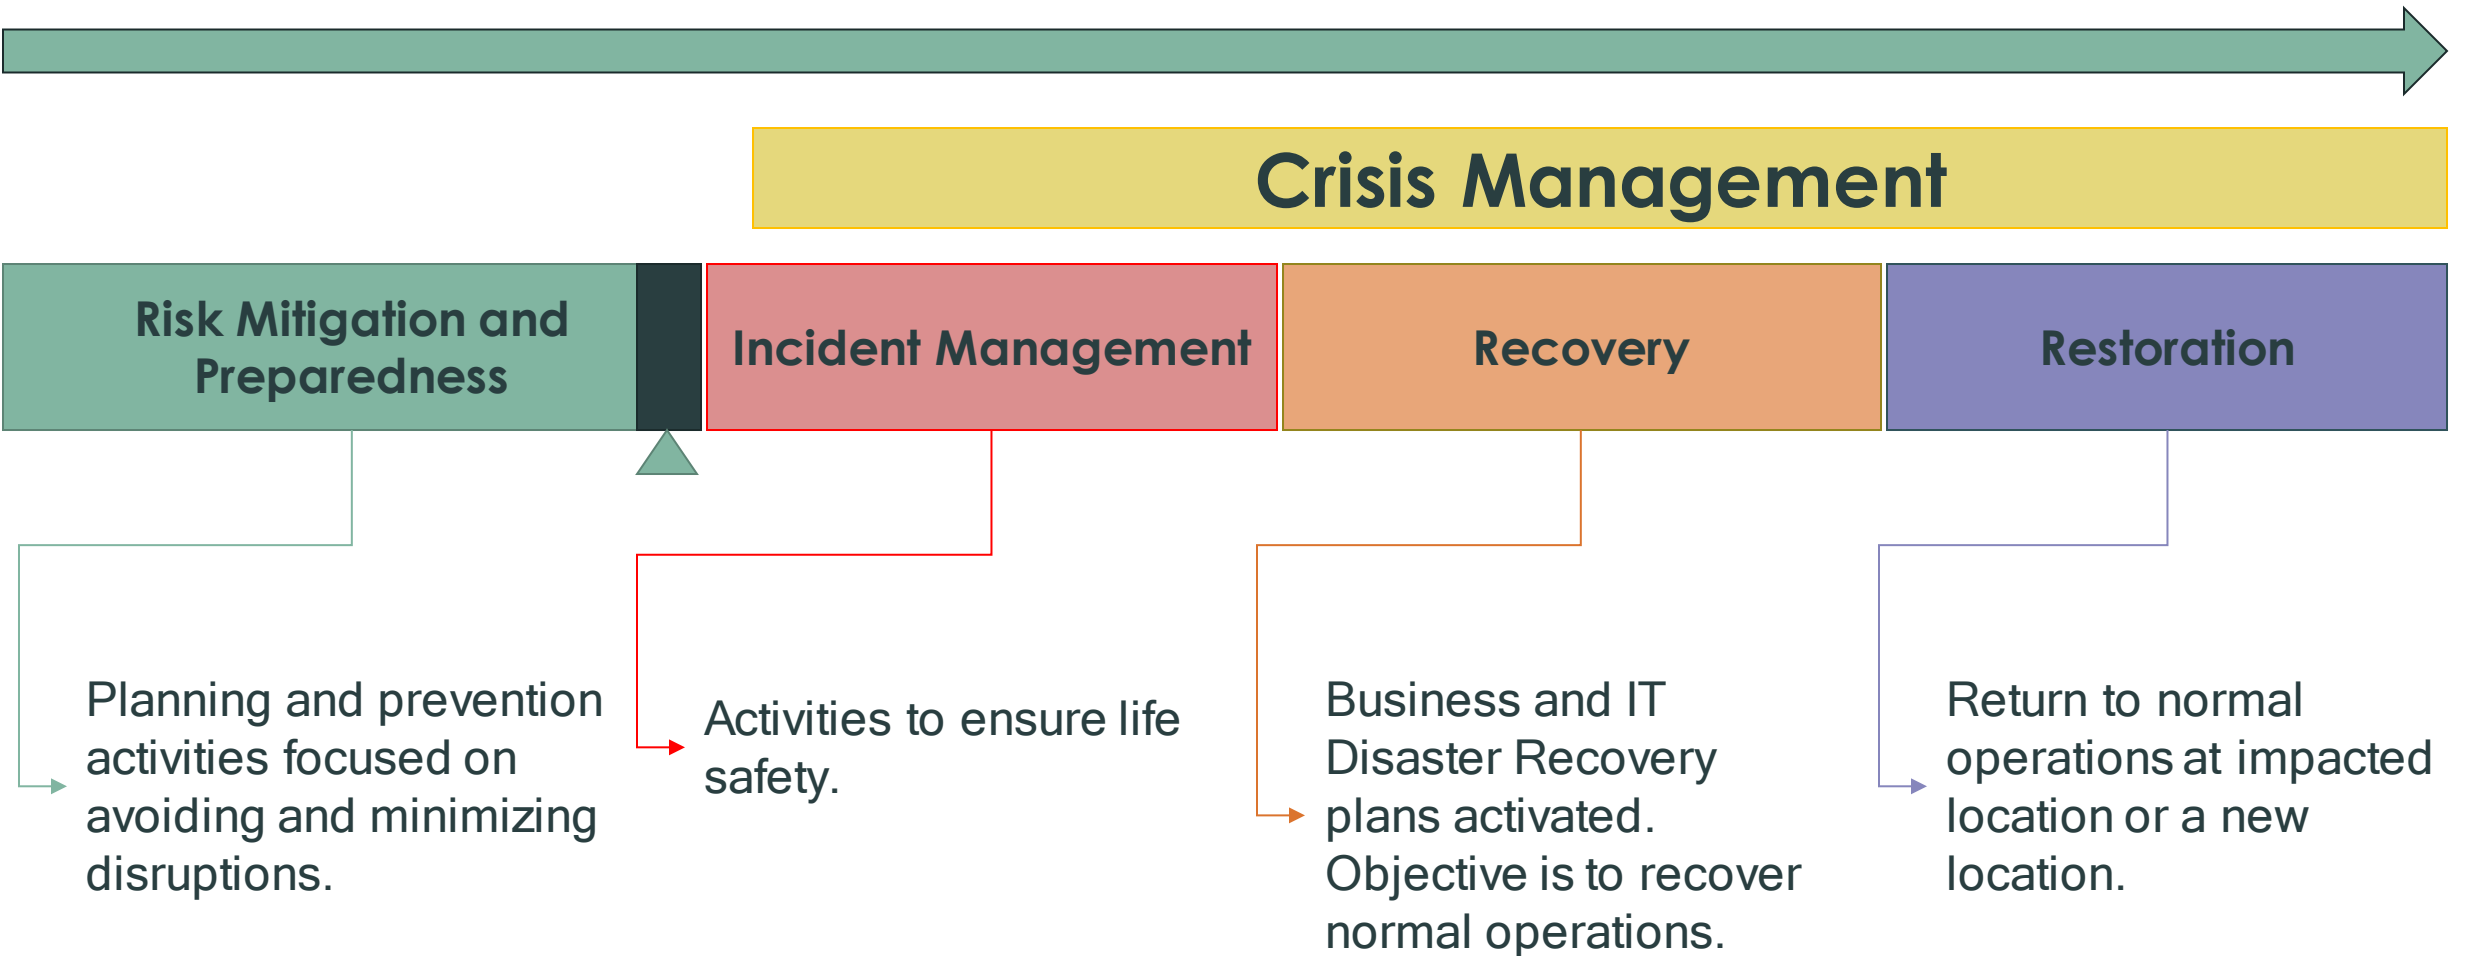 Crisis Management
Risk Mitigation and
Preparedness
Incident Management
Recovery
Restoration
Planning and prevention
activities focused on
avoiding and minimizing
disruptions.
Activities to ensure life
safety.
Business and IT
Disaster Recovery
plans activated.
Objective is to recover
normal operations.
Return to normal
operations at impacted
location or a new
location.